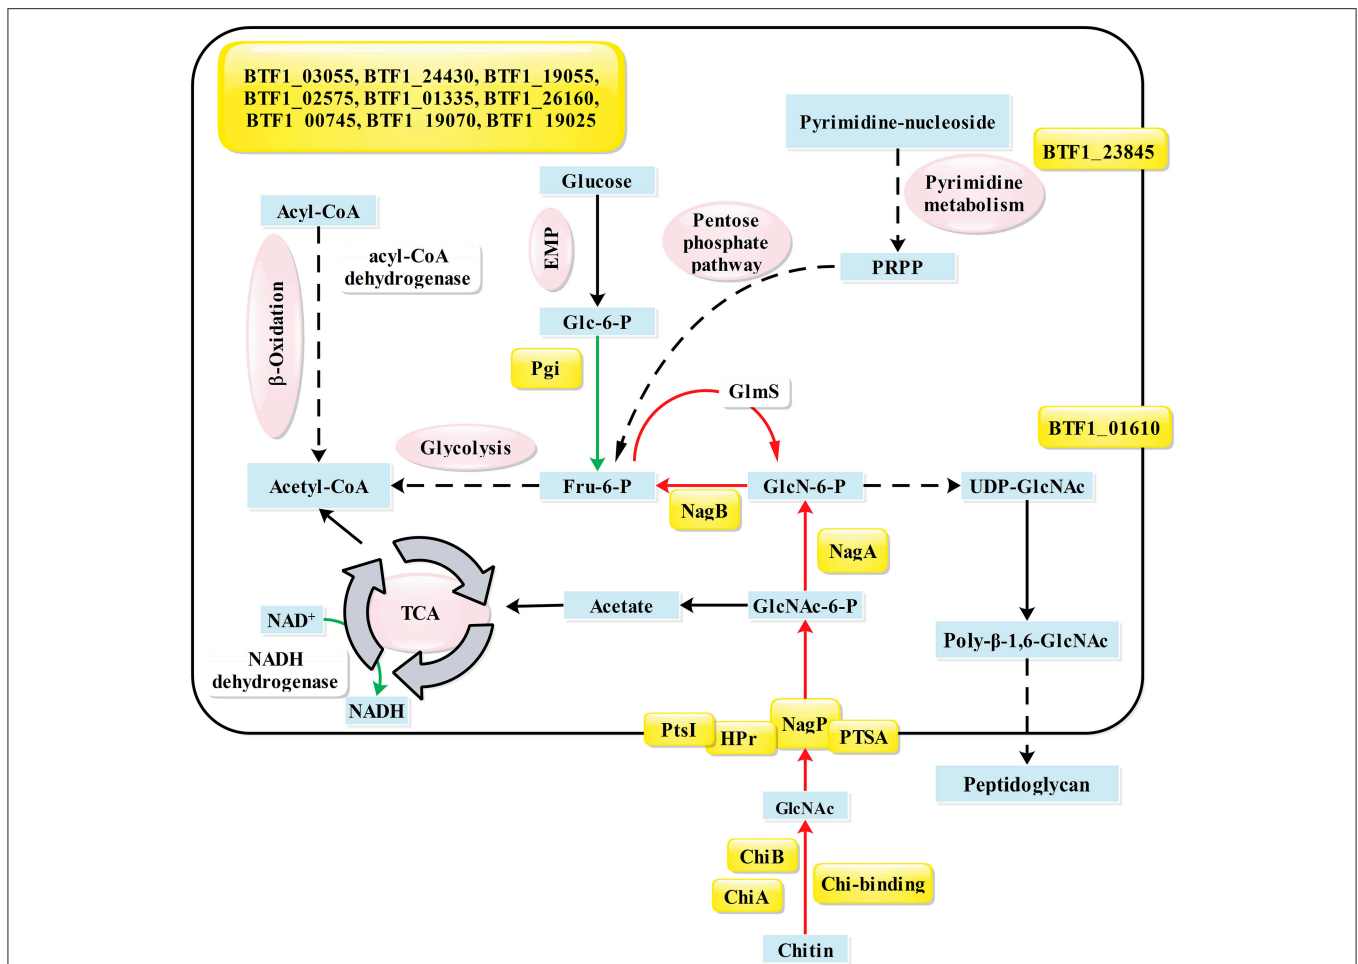 BTF1_03055, BTF1_24430, BTF1_19055,
BTF1_02575, BTF1_01335, BTF1_26160,
BTF1_00745, BTF1_19070, BTF1_19025
Pyrimidine-nucleoside
BTF1_23845
Glucose
Pyrimidine
metabolism
Acyl-CoA
acyl-CoA
dehydrogenase
EMP
Pentose
phosphate
pathway
PRPP
β-Oxidation
Glc-6-P
Pgi
GlmS
BTF1_01610
Glycolysis
Acetyl-CoA
Fru-6-P
GlcN-6-P
UDP-GlcNAc
NagB
NagA
TCA
Acetate
GlcNAc-6-P
NAD+
Poly-β-1,6-GlcNAc
NADH
dehydrogenase
NADH
PtsI
HPr
NagP
PTSA
Peptidoglycan
GlcNAc
ChiB
ChiA
Chi-binding
Chitin